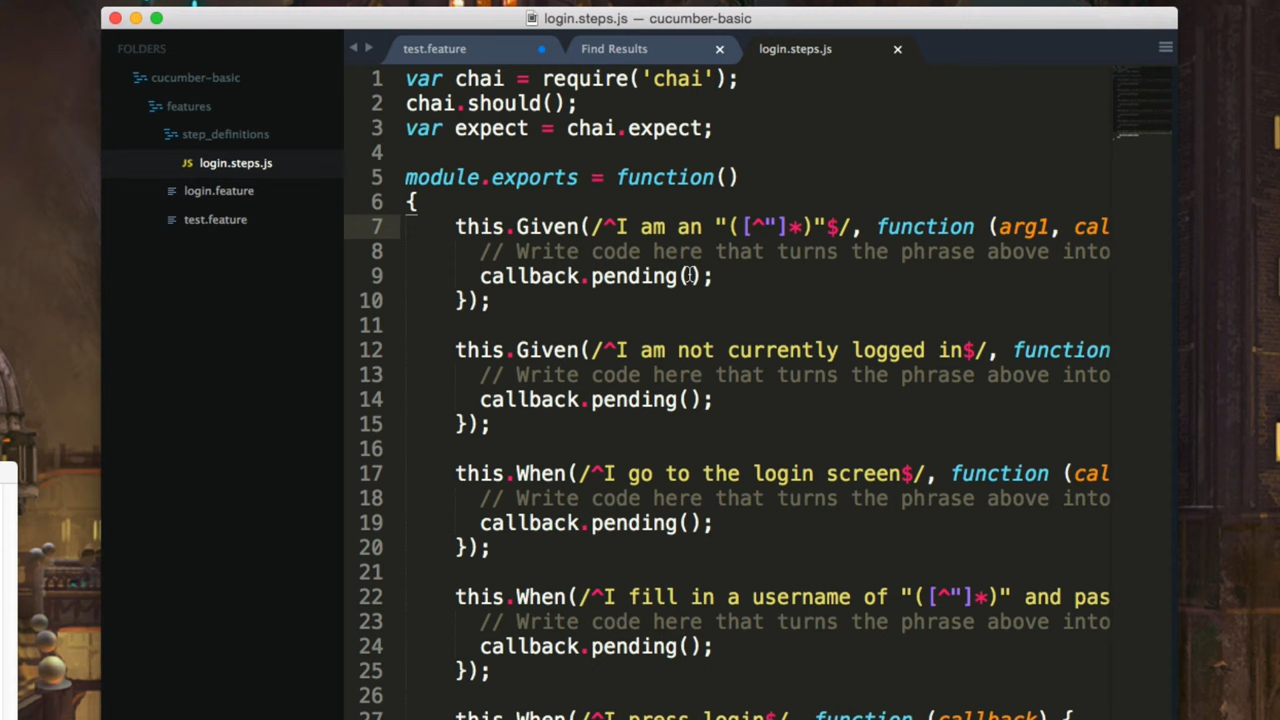 login.steps.js — cucumber-basic
FOLDERS
cucumber-basic
features
step_definitions
JS login.steps.js
login.feature
test.feature
test.feature
Find Results
login.steps.js
1 var chai = require('chai');
2 chai.should();
3 var expect = chai.expect;
4
5 module.exports = function()
6 {
7 this.Given(/^I am an "([^"]*)"$/, function (arg1, cal
8 // Write code here that turns the phrase above into
9 callback.pending();
10 });
11
12 this.Given(/^I am not currently logged in$/, function
13 // Write code here that turns the phrase above into
14 callback.pending();
15 });
16
17 this.When(/^I go to the login screen$/, function (cal
18 // Write code here that turns the phrase above into
19 callback.pending();
20 });
21
22 this.When(/^I fill in a username of "([^"]*)" and pas
23 // Write code here that turns the phrase above into
24 callback.pending();
25 });
26
27 this.When(/^I press login$/, function (callback) {